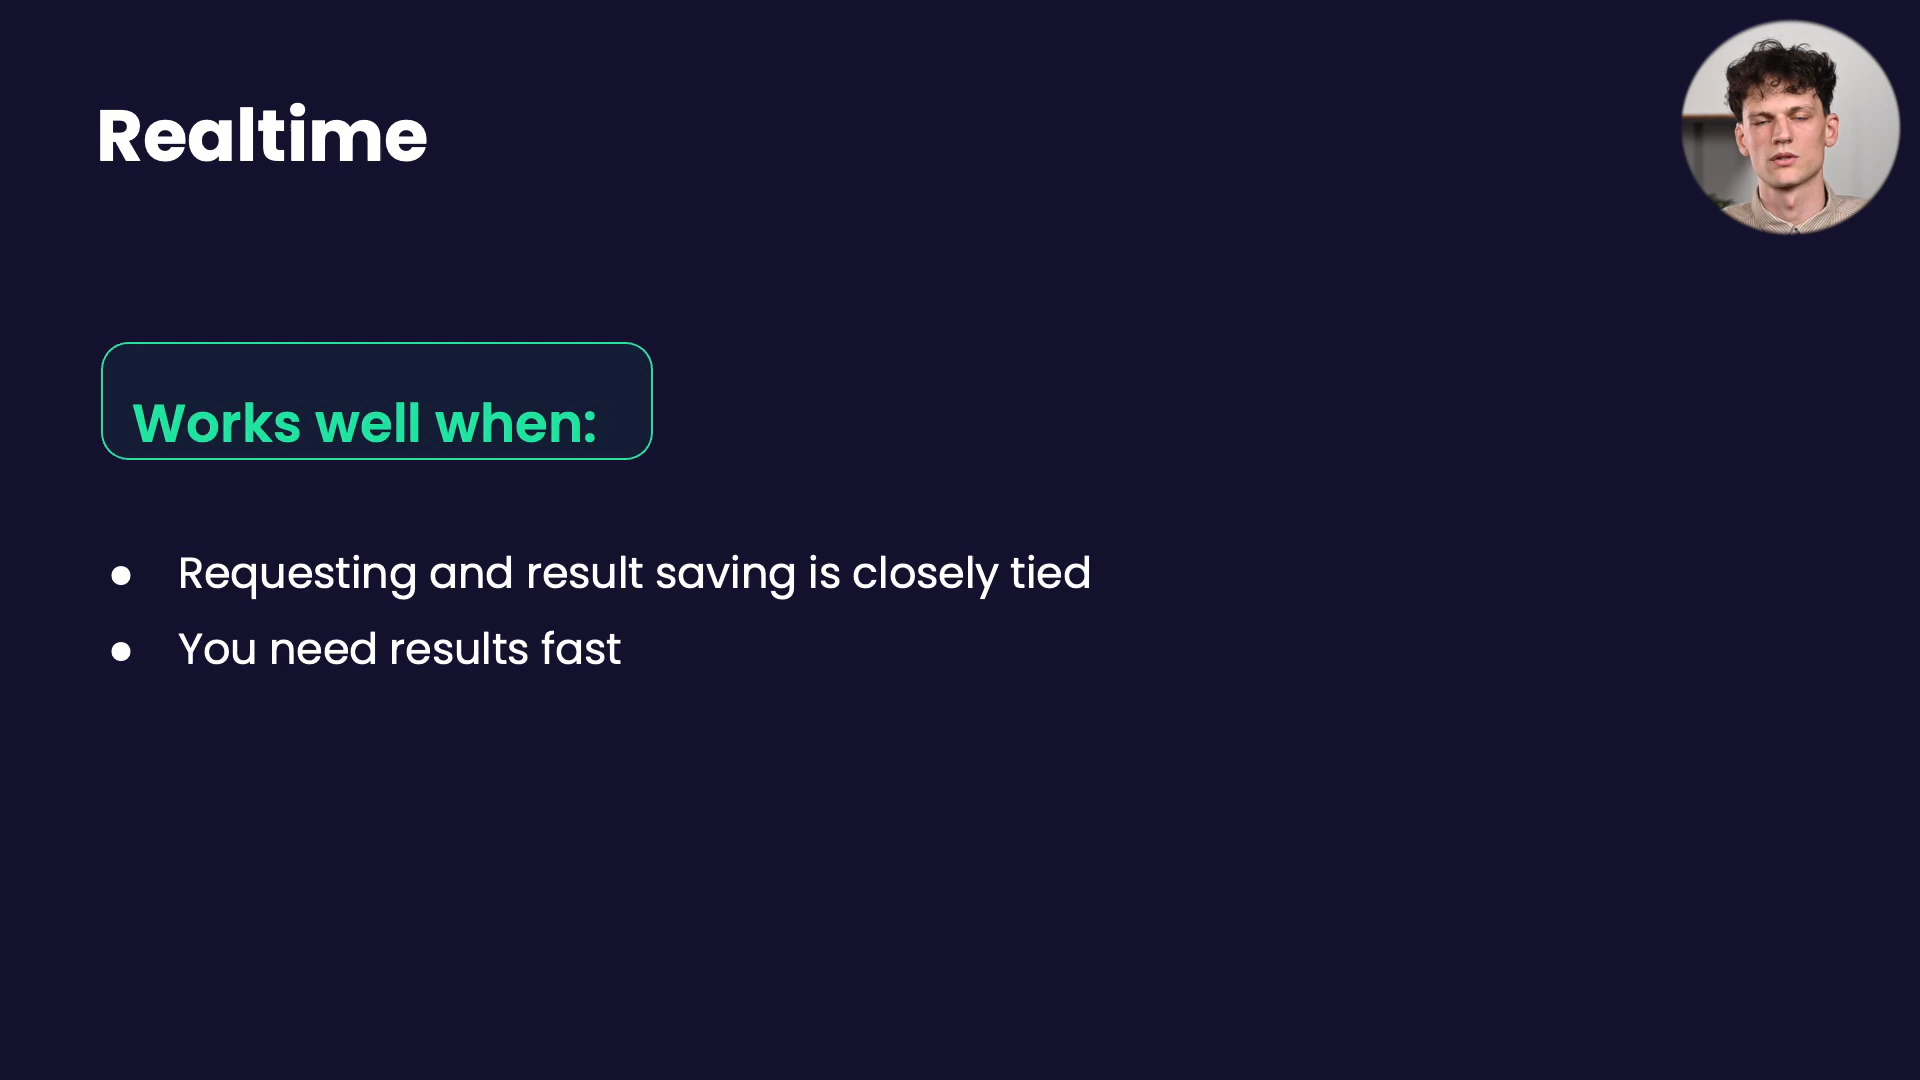 Realtime
Works well when:
● Requesting and result saving is closely tied
● You need results fast